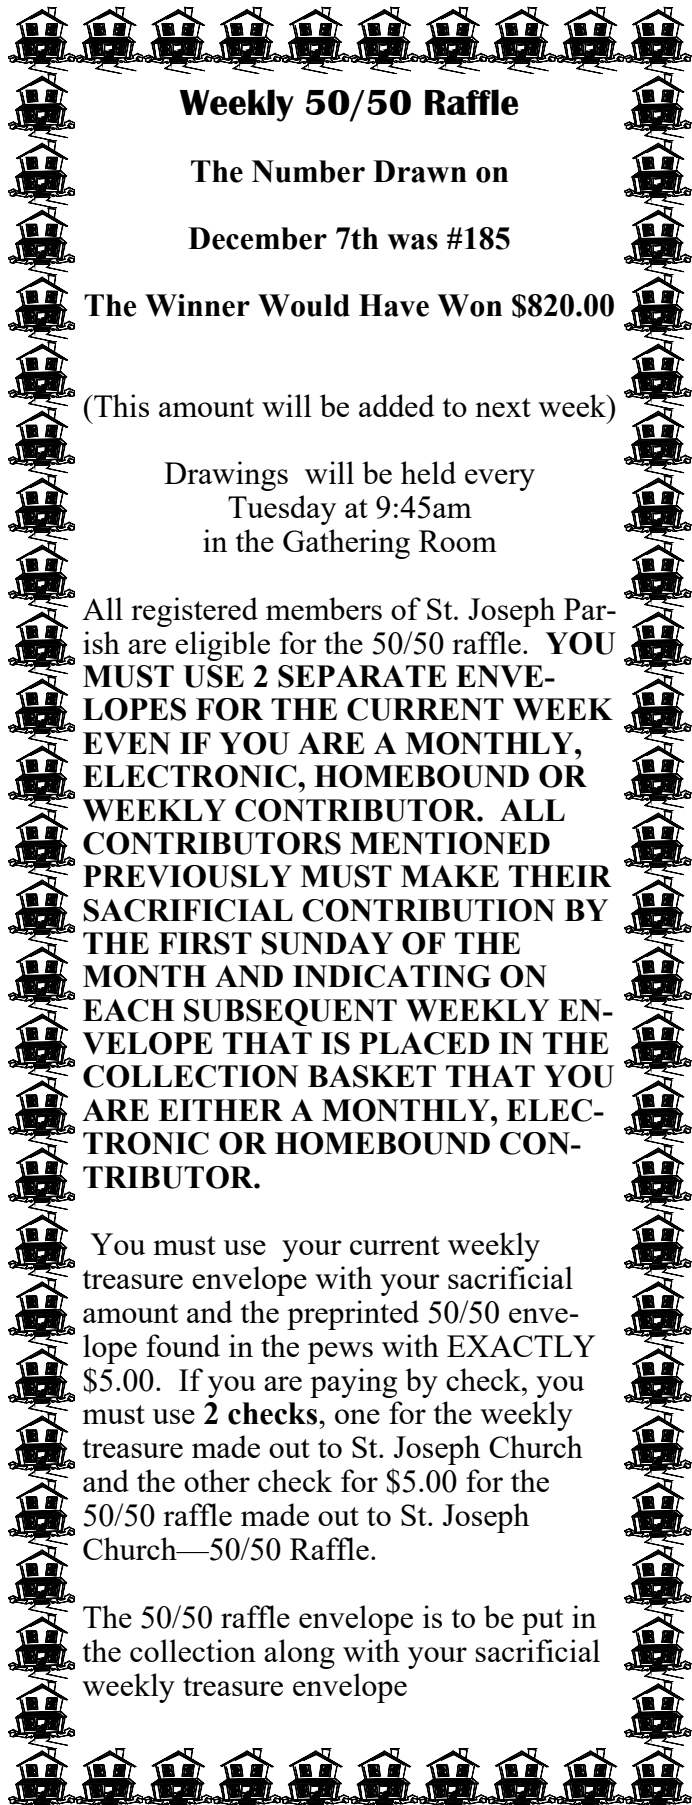 Weekly 50/50 Raffle
The Number Drawn on
December 7th was #185
The Winner Would Have Won $820.00
(This amount will be added to next week)
Drawings  will be held every
Tuesday at 9:45am
in the Gathering Room
All registered members of St. Joseph Par-
ish are eligible for the 50/50 raffle.  YOU
MUST USE 2 SEPARATE ENVE-
LOPES FOR THE CURRENT WEEK
EVEN IF YOU ARE A MONTHLY,
ELECTRONIC, HOMEBOUND OR
WEEKLY CONTRIBUTOR.  ALL
CONTRIBUTORS MENTIONED
PREVIOUSLY MUST MAKE THEIR
SACRIFICIAL CONTRIBUTION BY
THE FIRST SUNDAY OF THE
MONTH AND INDICATING ON
EACH SUBSEQUENT WEEKLY EN-
VELOPE THAT IS PLACED IN THE
COLLECTION BASKET THAT YOU
ARE EITHER A MONTHLY, ELEC-
TRONIC OR HOMEBOUND CON-
TRIBUTOR.
You must use  your current weekly
treasure envelope with your sacrificial
amount and the preprinted 50/50 enve-
lope found in the pews with EXACTLY
$5.00.  If you are paying by check, you
must use 2 checks, one for the weekly
treasure made out to St. Joseph Church
and the other check for $5.00 for the
50/50 raffle made out to St. Joseph
Church—50/50 Raffle.
The 50/50 raffle envelope is to be put in
the collection along with your sacrificial
weekly treasure envelope